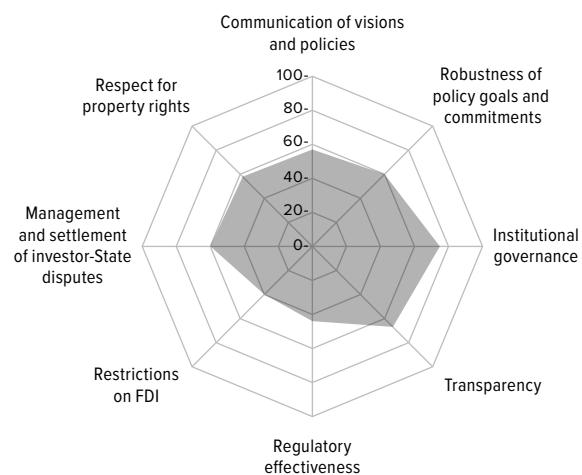 Communication of visions
and policies
Respect for
property rights
Robustness of
policy goals and
commitments
100-
80-
60-
40-
20-
0-
Management
and settlement
of investor-State
disputes
Institutional
governance
Restrictions
on FDI
Transparency
Regulatory
effectiveness